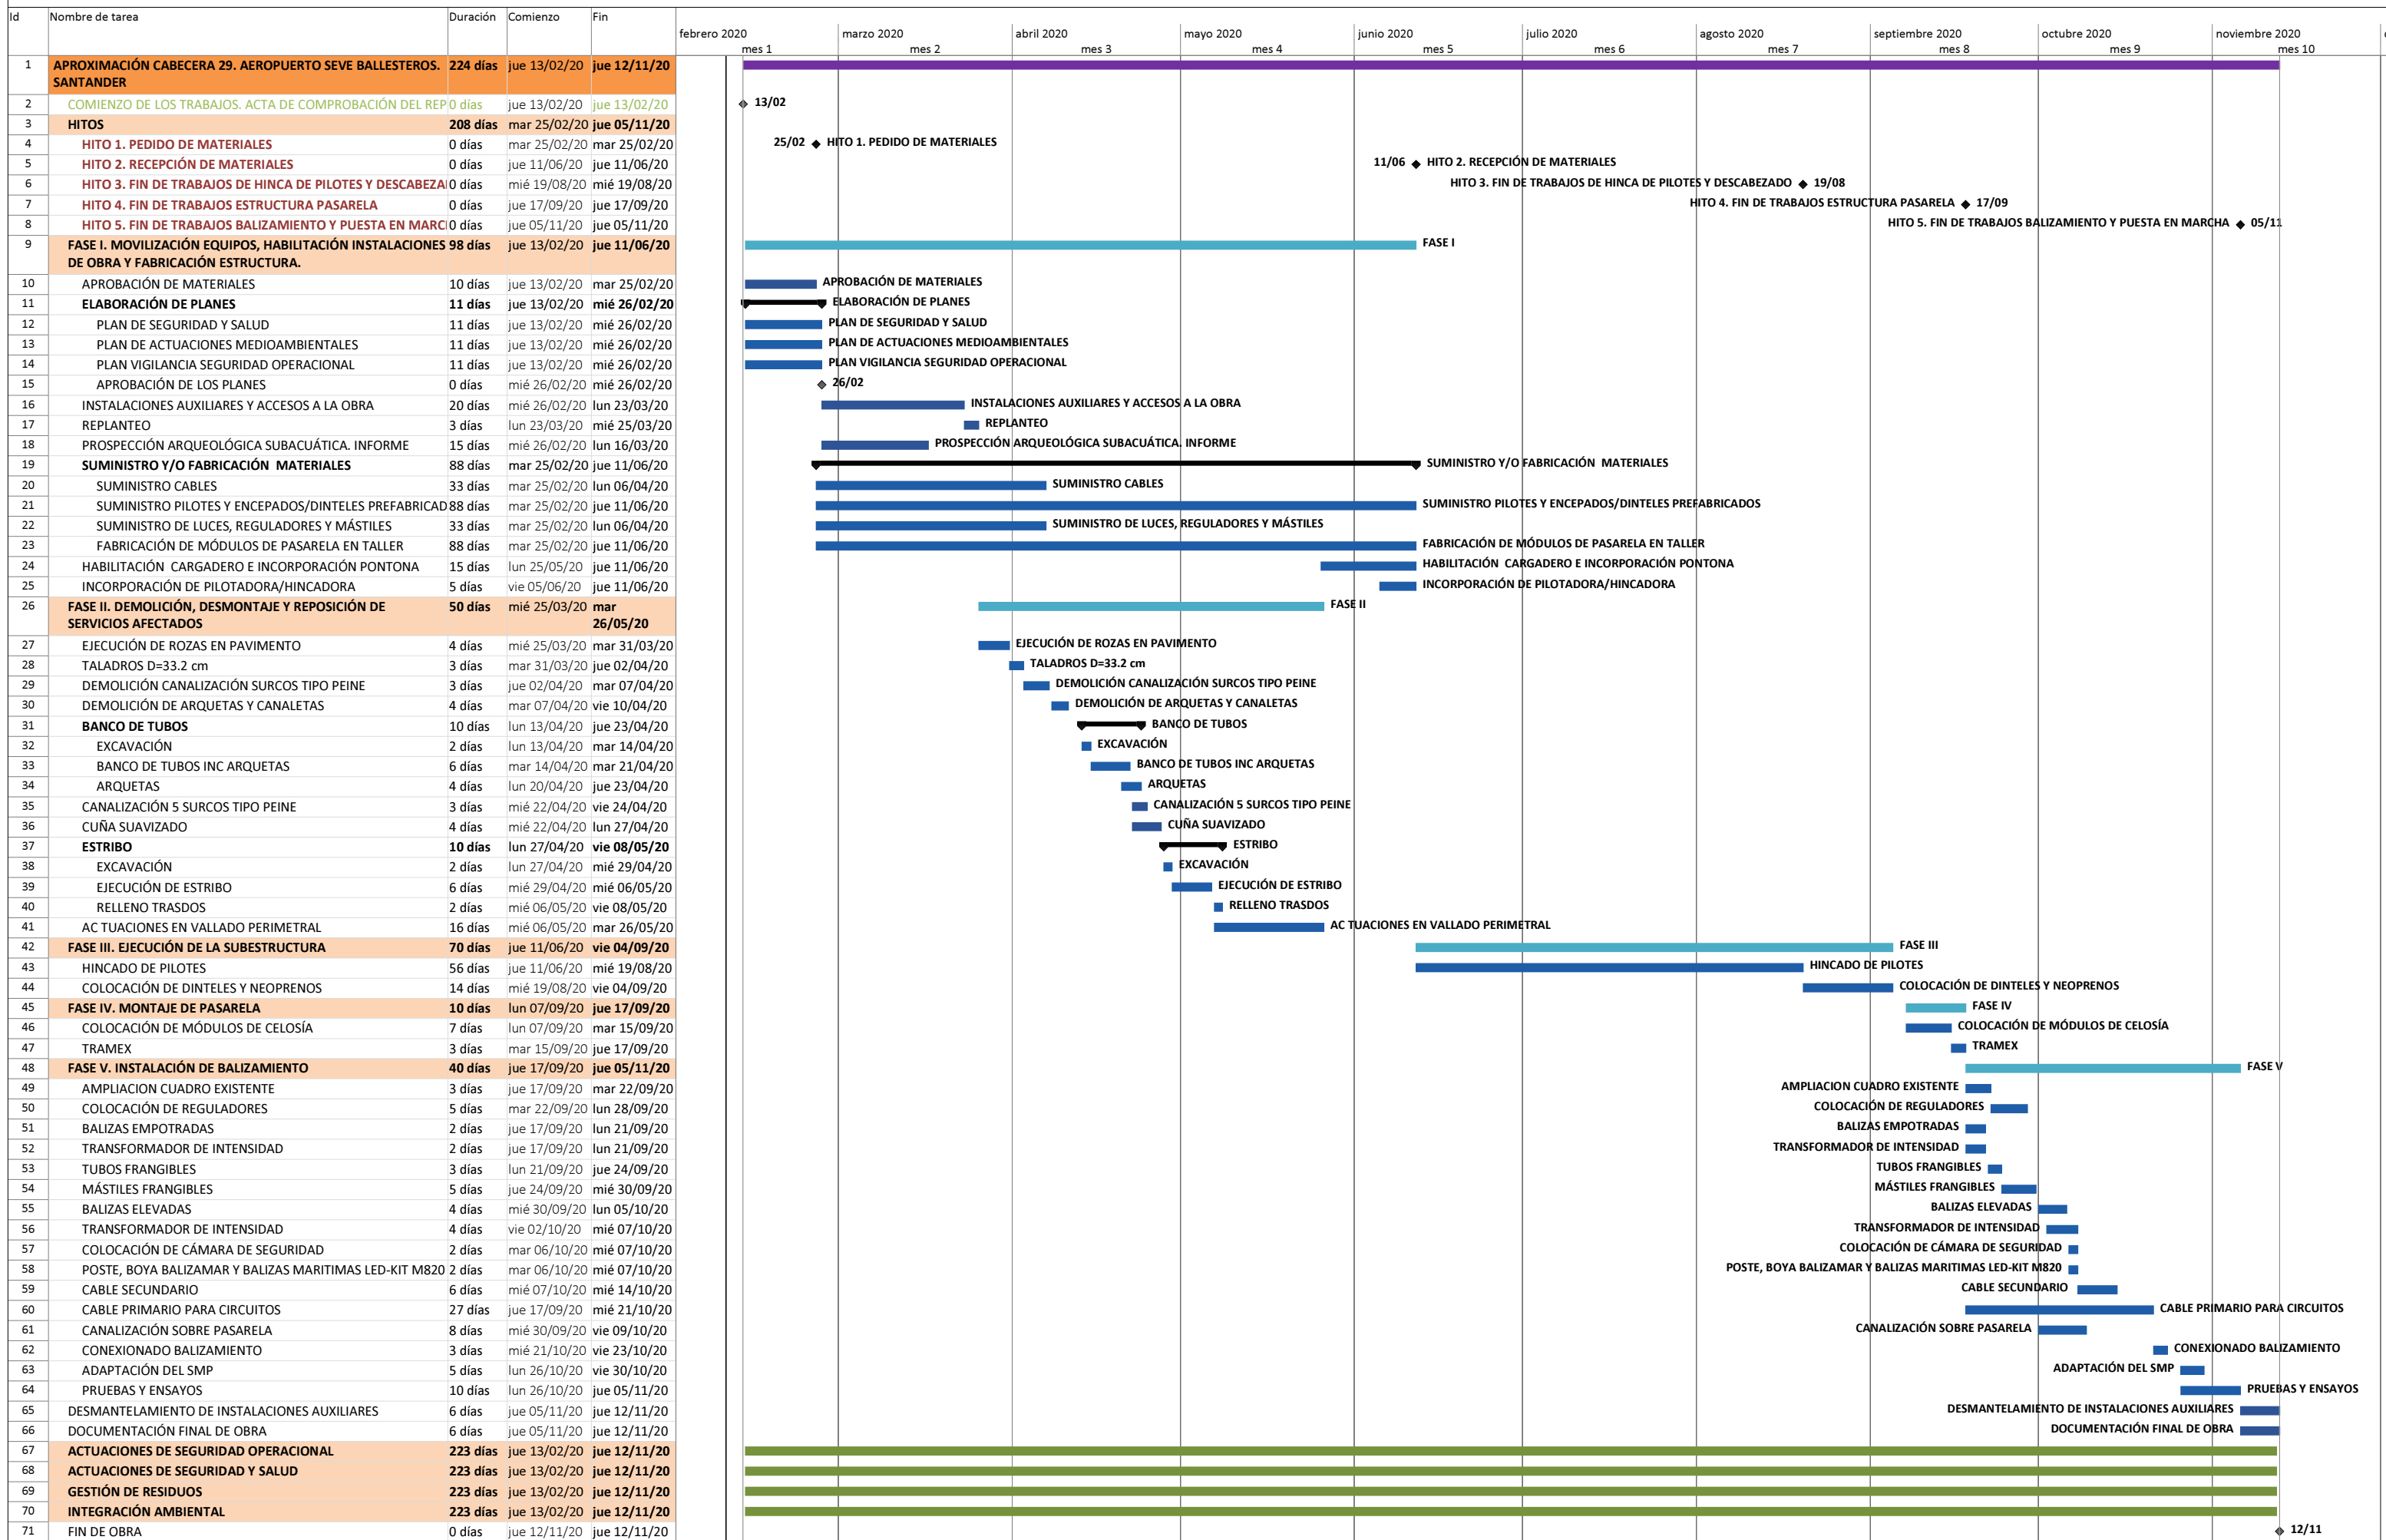 Id Nombre de tarea Duración Comienzo Fin
febrero 2020 marzo 2020 abril 2020 mayo 2020 junio 2020 julio 2020 agosto 2020 septiembre 2020 octubre 2020 noviembre 2020
mes 1 mes 2 mes 3 mes 4 mes 5 mes 6 mes 7 mes 8 mes 9 mes 10
1 APROXIMACIÓN CABECERA 29. AEROPUERTO SEVE BALLESTEROS. 224 días jue 13/02/20 jue 12/11/20
SANTANDER
2 COMIENZO DE LOS TRABAJOS. ACTA DE COMPROBACIÓN DEL REP 0 días jue 13/02/20 jue 13/02/20 13/02
3 HITOS 208 días mar 25/02/20 jue 05/11/20
4 HITO 1. PEDIDO DE MATERIALES 0 días mar 25/02/20 mar 25/02/20 25/02 HITO 1. PEDIDO DE MATERIALES
5 HITO 2. RECEPCIÓN DE MATERIALES 0 días jue 11/06/20 jue 11/06/20 11/06 HITO 2. RECEPCIÓN DE MATERIALES
6 HITO 3. FIN DE TRABAJOS DE HINCA DE PILOTES Y DESCABEZA 0 días mié 19/08/20 mié 19/08/20 HITO 3. FIN DE TRABAJOS DE HINCA DE PILOTES Y DESCABEZADO 19/08
7 HITO 4. FIN DE TRABAJOS ESTRUCTURA PASARELA 0 días jue 17/09/20 jue 17/09/20 HITO 4. FIN DE TRABAJOS ESTRUCTURA PASARELA 17/09
8 HITO 5. FIN DE TRABAJOS BALIZAMIENTO Y PUESTA EN MARC 0 días jue 05/11/20 jue 05/11/20 HITO 5. FIN DE TRABAJOS BALIZAMIENTO Y PUESTA EN MARCHA 05/11
9 FASE I. MOVILIZACIÓN EQUIPOS, HABILITACIÓN INSTALACIONES 98 días jue 13/02/20 jue 11/06/20 FASE I
DE OBRA Y FABRICACIÓN ESTRUCTURA.
10 APROBACIÓN DE MATERIALES 10 días jue 13/02/20 mar 25/02/20 APROBACIÓN DE MATERIALES
11 ELABORACIÓN DE PLANES 11 días jue 13/02/20 mié 26/02/20 ELABORACIÓN DE PLANES
12 PLAN DE SEGURIDAD Y SALUD 11 días jue 13/02/20 mié 26/02/20 PLAN DE SEGURIDAD Y SALUD
13 PLAN DE ACTUACIONES MEDIOAMBIENTALES 11 días jue 13/02/20 mié 26/02/20 PLAN DE ACTUACIONES MEDIOAMBIENTALES
14 PLAN VIGILANCIA SEGURIDAD OPERACIONAL 11 días jue 13/02/20 mié 26/02/20 PLAN VIGILANCIA SEGURIDAD OPERACIONAL
15 APROBACIÓN DE LOS PLANES 0 días mié 26/02/20 mié 26/02/20 26/02
16 INSTALACIONES AUXILIARES Y ACCESOS A LA OBRA 20 días mié 26/02/20 lun 23/03/20 INSTALACIONES AUXILIARES Y ACCESOS A LA OBRA
17 REPLANTEO 3 días lun 23/03/20 mié 25/03/20 REPLANTEO
18 PROSPECCIÓN ARQUEOLÓGICA SUBACUÁTICA. INFORME 15 días mié 26/02/20 lun 16/03/20 PROSPECCIÓN ARQUEOLÓGICA SUBACUÁTICA. INFORME
19 SUMINISTRO Y/O FABRICACIÓN MATERIALES 88 días mar 25/02/20 jue 11/06/20 SUMINISTRO Y/O FABRICACIÓN MATERIALES
20 SUMINISTRO CABLES 33 días mar 25/02/20 lun 06/04/20 SUMINISTRO CABLES
21 SUMINISTRO PILOTES Y ENCEPADOS/DINTELES PREFABRICAD 88 días mar 25/02/20 jue 11/06/20 SUMINISTRO PILOTES Y ENCEPADOS/DINTELES PREFABRICADOS
22 SUMINISTRO DE LUCES, REGULADORES Y MÁSTILES 33 días mar 25/02/20 lun 06/04/20 SUMINISTRO DE LUCES, REGULADORES Y MÁSTILES
23 FABRICACIÓN DE MÓDULOS DE PASARELA EN TALLER 88 días mar 25/02/20 jue 11/06/20 FABRICACIÓN DE MÓDULOS DE PASARELA EN TALLER
24 HABILITACIÓN CARGADERO E INCORPORACIÓN PONTONA 15 días lun 25/05/20 jue 11/06/20 HABILITACIÓN CARGADERO E INCORPORACIÓN PONTONA
25 INCORPORACIÓN DE PILOTADORA/HINCADORA 5 días vie 05/06/20 jue 11/06/20 INCORPORACIÓN DE PILOTADORA/HINCADORA
26 FASE II. DEMOLICIÓN, DESMONTAJE Y REPOSICIÓN DE 50 días mié 25/03/20 mar FASE II
SERVICIOS AFECTADOS 26/05/20
27 EJECUCIÓN DE ROZAS EN PAVIMENTO 4 días mié 25/03/20 mar 31/03/20 EJECUCIÓN DE ROZAS EN PAVIMENTO
28 TALADROS D=33.2 cm 3 días mar 31/03/20 jue 02/04/20 TALADROS D=33.2 cm
29 DEMOLICIÓN CANALIZACIÓN SURCOS TIPO PEINE 3 días jue 02/04/20 mar 07/04/20 DEMOLICIÓN CANALIZACIÓN SURCOS TIPO PEINE
30 DEMOLICIÓN DE ARQUETAS Y CANALETAS 4 días mar 07/04/20 vie 10/04/20 DEMOLICIÓN DE ARQUETAS Y CANALETAS
31 BANCO DE TUBOS 10 días lun 13/04/20 jue 23/04/20 BANCO DE TUBOS
32 EXCAVACIÓN 2 días lun 13/04/20 mar 14/04/20 EXCAVACIÓN
33 BANCO DE TUBOS INC ARQUETAS 6 días mar 14/04/20 mar 21/04/20 BANCO DE TUBOS INC ARQUETAS
34 ARQUETAS 4 días lun 20/04/20 jue 23/04/20 ARQUETAS
35 CANALIZACIÓN 5 SURCOS TIPO PEINE 3 días mié 22/04/20 vie 24/04/20 CANALIZACIÓN 5 SURCOS TIPO PEINE
36 CUÑA SUAVIZADO 4 días mié 22/04/20 lun 27/04/20 CUÑA SUAVIZADO
37 ESTRIBO 10 días lun 27/04/20 vie 08/05/20 ESTRIBO
38 EXCAVACIÓN 2 días lun 27/04/20 mié 29/04/20 EXCAVACIÓN
39 EJECUCIÓN DE ESTRIBO 6 días mié 29/04/20 mié 06/05/20 EJECUCIÓN DE ESTRIBO
40 RELLENO TRASDOS 2 días mié 06/05/20 vie 08/05/20 RELLENO TRASDOS
41 AC TUACIONES EN VALLADO PERIMETRAL 16 días mié 06/05/20 mar 26/05/20 AC TUACIONES EN VALLADO PERIMETRAL
42 FASE III. EJECUCIÓN DE LA SUBESTRUCTURA 70 días jue 11/06/20 vie 04/09/20 FASE III
43 HINCADO DE PILOTES 56 días jue 11/06/20 mié 19/08/20 HINCADO DE PILOTES
44 COLOCACIÓN DE DINTELES Y NEOPRENOS 14 días mié 19/08/20 vie 04/09/20 COLOCACIÓN DE DINTELES Y NEOPRENOS
45 FASE IV. MONTAJE DE PASARELA 10 días lun 07/09/20 jue 17/09/20 FASE IV
46 COLOCACIÓN DE MÓDULOS DE CELOSÍA 7 días lun 07/09/20 mar 15/09/20 COLOCACIÓN DE MÓDULOS DE CELOSÍA
47 TRAMEX 3 días mar 15/09/20 jue 17/09/20 TRAMEX
48 FASE V. INSTALACIÓN DE BALIZAMIENTO 40 días jue 17/09/20 jue 05/11/20 FASE V
49 AMPLIACION CUADRO EXISTENTE 3 días jue 17/09/20 mar 22/09/20 AMPLIACION CUADRO EXISTENTE
50 COLOCACIÓN DE REGULADORES 5 días mar 22/09/20 lun 28/09/20 COLOCACIÓN DE REGULADORES
51 BALIZAS EMPOTRADAS 2 días jue 17/09/20 lun 21/09/20 BALIZAS EMPOTRADAS
52 TRANSFORMADOR DE INTENSIDAD 2 días jue 17/09/20 lun 21/09/20 TRANSFORMADOR DE INTENSIDAD
53 TUBOS FRANGIBLES 3 días lun 21/09/20 jue 24/09/20 TUBOS FRANGIBLES
54 MÁSTILES FRANGIBLES 5 días jue 24/09/20 mié 30/09/20 MÁSTILES FRANGIBLES
55 BALIZAS ELEVADAS 4 días mié 30/09/20 lun 05/10/20 BALIZAS ELEVADAS
56 TRANSFORMADOR DE INTENSIDAD 4 días vie 02/10/20 mié 07/10/20 TRANSFORMADOR DE INTENSIDAD
57 COLOCACIÓN DE CÁMARA DE SEGURIDAD 2 días mar 06/10/20 mié 07/10/20 COLOCACIÓN DE CÁMARA DE SEGURIDAD
58 POSTE, BOYA BALIZAMAR Y BALIZAS MARITIMAS LED-KIT M820 2 días mar 06/10/20 mié 07/10/20 POSTE, BOYA BALIZAMAR Y BALIZAS MARITIMAS LED-KIT M820
59 CABLE SECUNDARIO 6 días mié 07/10/20 mié 14/10/20 CABLE SECUNDARIO
60 CABLE PRIMARIO PARA CIRCUITOS 27 días jue 17/09/20 mié 21/10/20 CABLE PRIMARIO PARA CIRCUITOS
61 CANALIZACIÓN SOBRE PASARELA 8 días mié 30/09/20 vie 09/10/20 CANALIZACIÓN SOBRE PASARELA
62 CONEXIONADO BALIZAMIENTO 3 días mié 21/10/20 vie 23/10/20 CONEXIONADO BALIZAMIENTO
63 ADAPTACIÓN DEL SMP 5 días lun 26/10/20 vie 30/10/20 ADAPTACIÓN DEL SMP
64 PRUEBAS Y ENSAYOS 10 días lun 26/10/20 jue 05/11/20 PRUEBAS Y ENSAYOS
65 DESMANTELAMIENTO DE INSTALACIONES AUXILIARES 6 días jue 05/11/20 jue 12/11/20 DESMANTELAMIENTO DE INSTALACIONES AUXILIARES
66 DOCUMENTACIÓN FINAL DE OBRA 6 días jue 05/11/20 jue 12/11/20 DOCUMENTACIÓN FINAL DE OBRA
67 ACTUACIONES DE SEGURIDAD OPERACIONAL 223 días jue 13/02/20 jue 12/11/20
68 ACTUACIONES DE SEGURIDAD Y SALUD 223 días jue 13/02/20 jue 12/11/20
69 GESTIÓN DE RESIDUOS 223 días jue 13/02/20 jue 12/11/20
70 INTEGRACIÓN AMBIENTAL 223 días jue 13/02/20 jue 12/11/20
71 FIN DE OBRA 0 días jue 12/11/20 jue 12/11/20 12/11